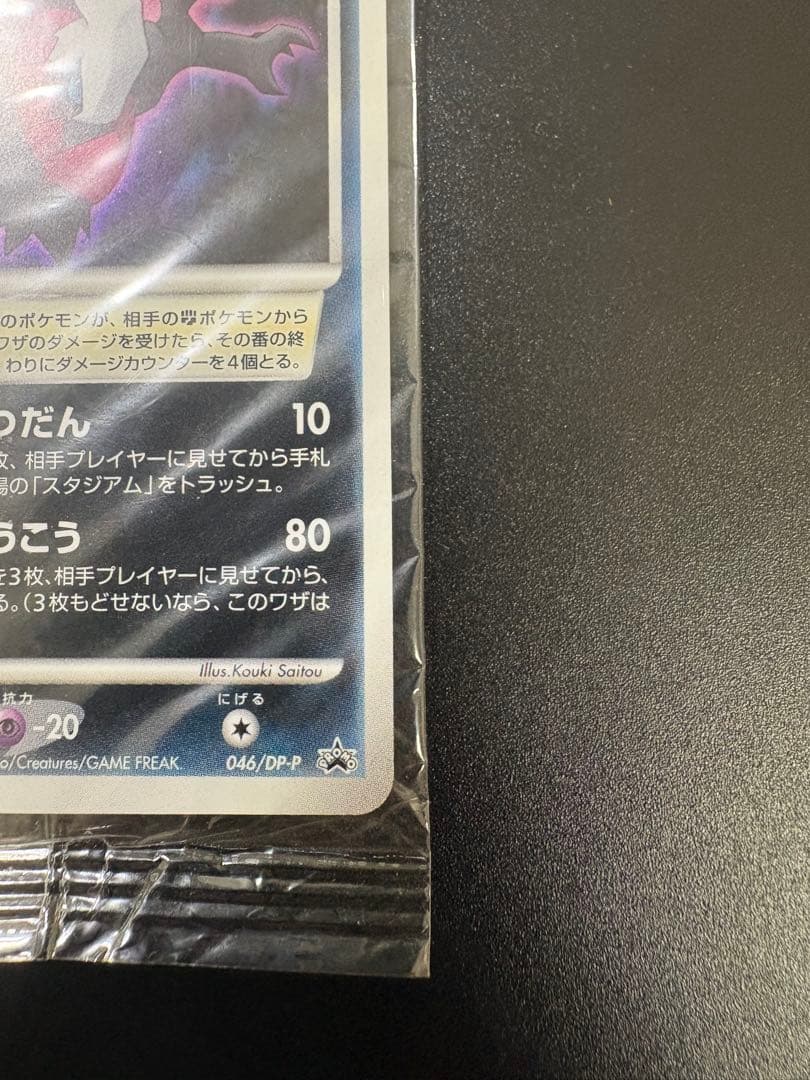 のポケモンが、相手の ポケモンから
ワザのダメージを受けたら、その番の終
わりにダメージカウンターを4個とる。
つだん 10
枚、相手プレイヤーに見せてから手札
場の「スタジアム」をトラッシュ。
うこう 80
を3枚、相手プレイヤーに見せてから、
る。(3枚もどせないなら、このワザは
Illus.Kouki Saitou
抗力 にげる
-20
o/Creatures/GAME FREAK. 046/DP-P PROMO